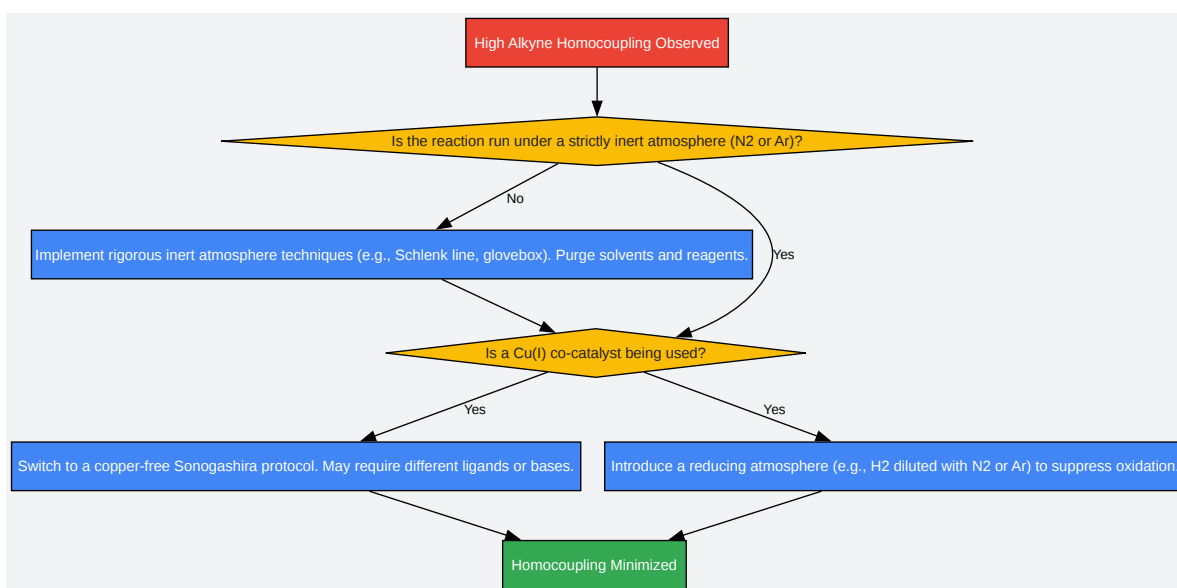 High Alkyne Homocoupling Observed
Is the reaction run under a strictly inert atmosphere (N2 or Ar)?
No
Implement rigorous inert atmosphere techniques (e.g., Schlenk line, glovebox). Purge solvents and reagents.
Yes
Is a Cu(I) co-catalyst being used?
Yes
Yes
Switch to a copper-free Sonogashira protocol. May require different ligands or bases.
Introduce a reducing atmosphere (e.g., H2 diluted with N2 or Ar) to suppress oxidation.
Homocoupling Minimized